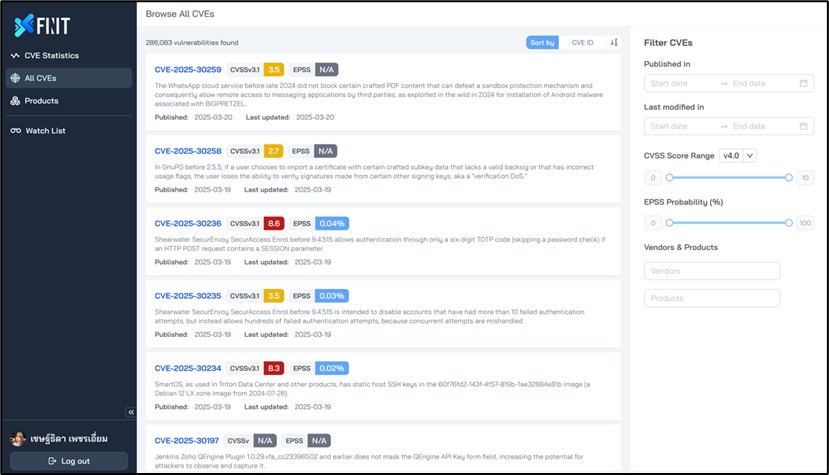 FNIT
CVE Statistics
All CVEs
Products
Watch List
เชษฐ์ธิดา เพชรเอี่ยม
Log out
Browse All CVEs
286,083 vulnerabilities found
Sort by CVE ID
CVE-2025-30259 CVSSv3.1 3.5 EPSS N/A
The WhatsApp cloud service before late 2024 did not block certain crafted PDF content that can defeat a sandbox protection mechanism and
consequently allow remote access to messaging applications by third parties, as exploited in the wild in 2024 for installation of Android malware
associated with BIGPRETZEL.
Published: 2025-03-20 Last updated: 2025-03-20
CVE-2025-30258 CVSSv3.1 2.7 EPSS N/A
In GnuPG before 2.5.5, if a user chooses to import a certificate with certain crafted subkey data that lacks a valid backsig or that has incorrect
usage flags, the user loses the ability to verify signatures made from certain other signing keys, aka a "verification DoS."
Published: 2025-03-19 Last updated: 2025-03-19
CVE-2025-30236 CVSSv3.1 8.6 EPSS 0.04%
Shearwater SecurEnvoy SecurAccess Enrol before 9.4.515 allows authentication through only a six-digit TOTP code (skipping a password check) if
an HTTP POST request contains a SESSION parameter.
Published: 2025-03-19 Last updated: 2025-03-19
CVE-2025-30235 CVSSv3.1 3.5 EPSS 0.03%
Shearwater SecurEnvoy SecurAccess Enrol before 9.4.515 is intended to disable accounts that have had more than 10 failed authentication
attempts, but instead allows hundreds of failed authentication attempts, because concurrent attempts are mishandled.
Published: 2025-03-19 Last updated: 2025-03-19
CVE-2025-30234 CVSSv3.1 8.3 EPSS 0.02%
SmartOS, as used in Triton Data Center and other products, has static host SSH keys in the 60f76fd2-143f-4f57-819b-1ae32684e81b image (a
Debian 12 LX zone image from 2024-07-26).
Published: 2025-03-19 Last updated: 2025-03-19
CVE-2025-30197 CVSSv N/A EPSS N/A
Jenkins Zoho QEngine Plugin 1.0.29.vfa_cc23396502 and earlier does not mask the QEngine API Key form field, increasing the potential for
attackers to observe and capture it.
Filter CVEs
Published in
Start date → End date
Last modified in
Start date → End date
CVSS Score Range v4.0
0 10
EPSS Probability (%)
0 100
Vendors & Products
Vendors
Products